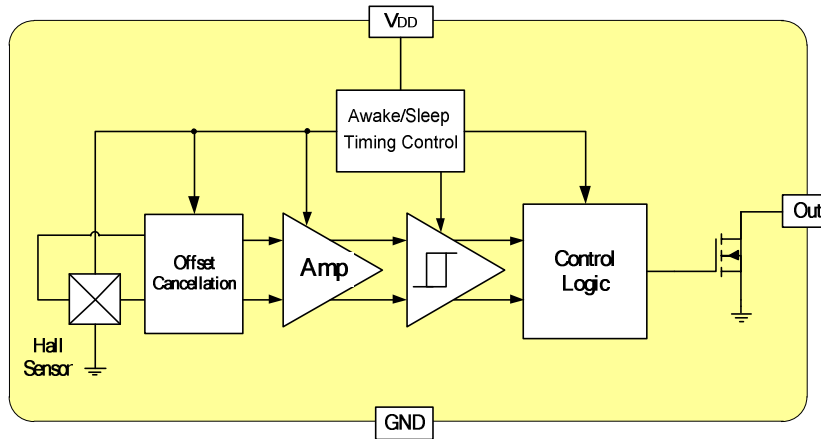 VDD
Awake/Sleep
Timing Control
Out
Offset
Cancellation
Amp
Control
Logic
Hall
Sensor
GND